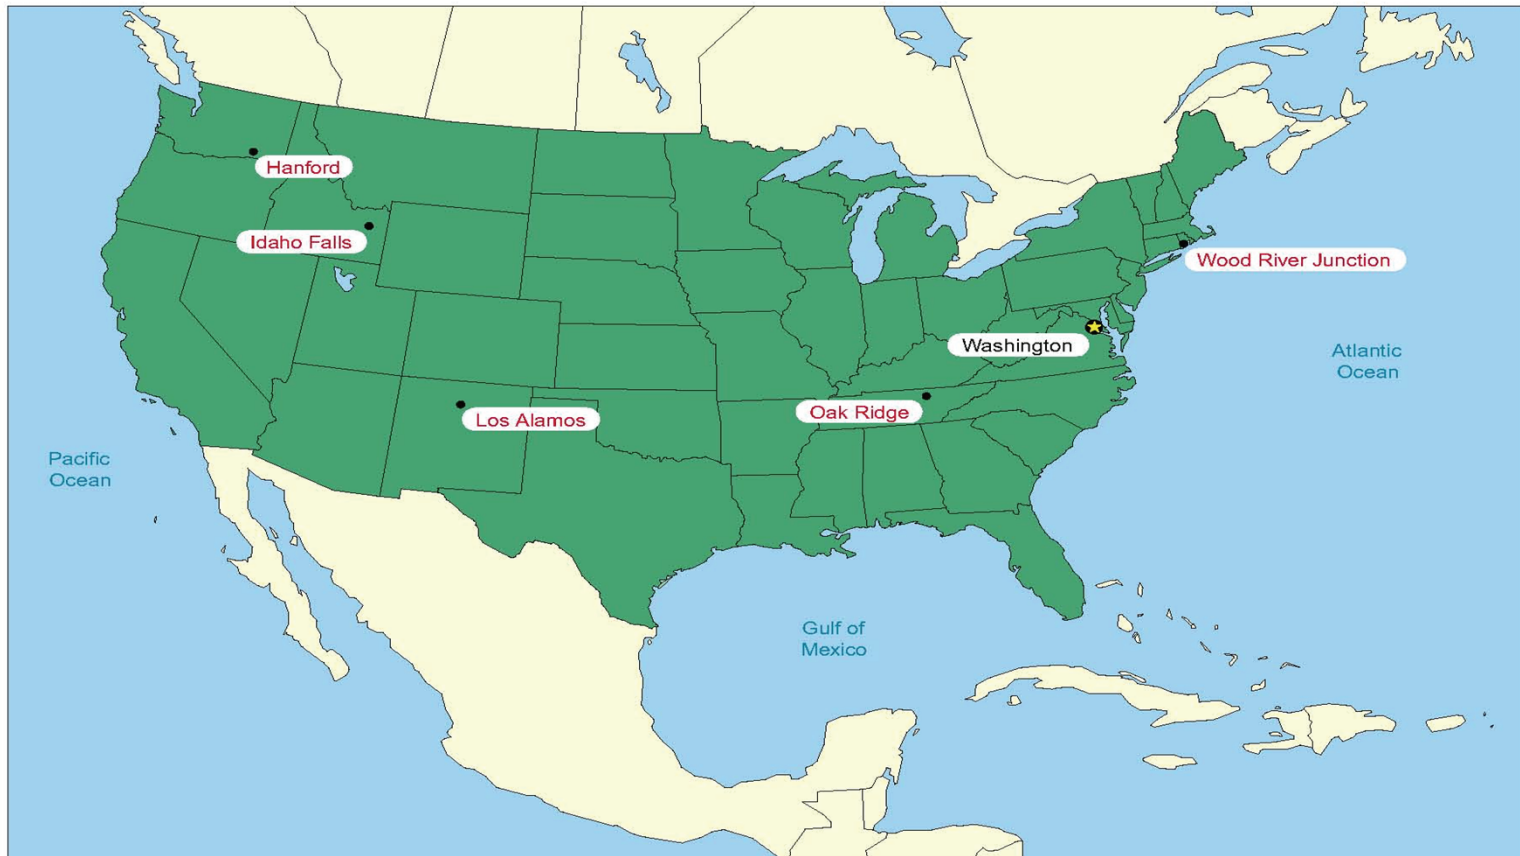 Hanford
Idaho Falls
Wood River Junction
Washington
Atlantic
Ocean
Oak Ridge
Los Alamos
Pacific
Ocean
Gulf of
Mexico